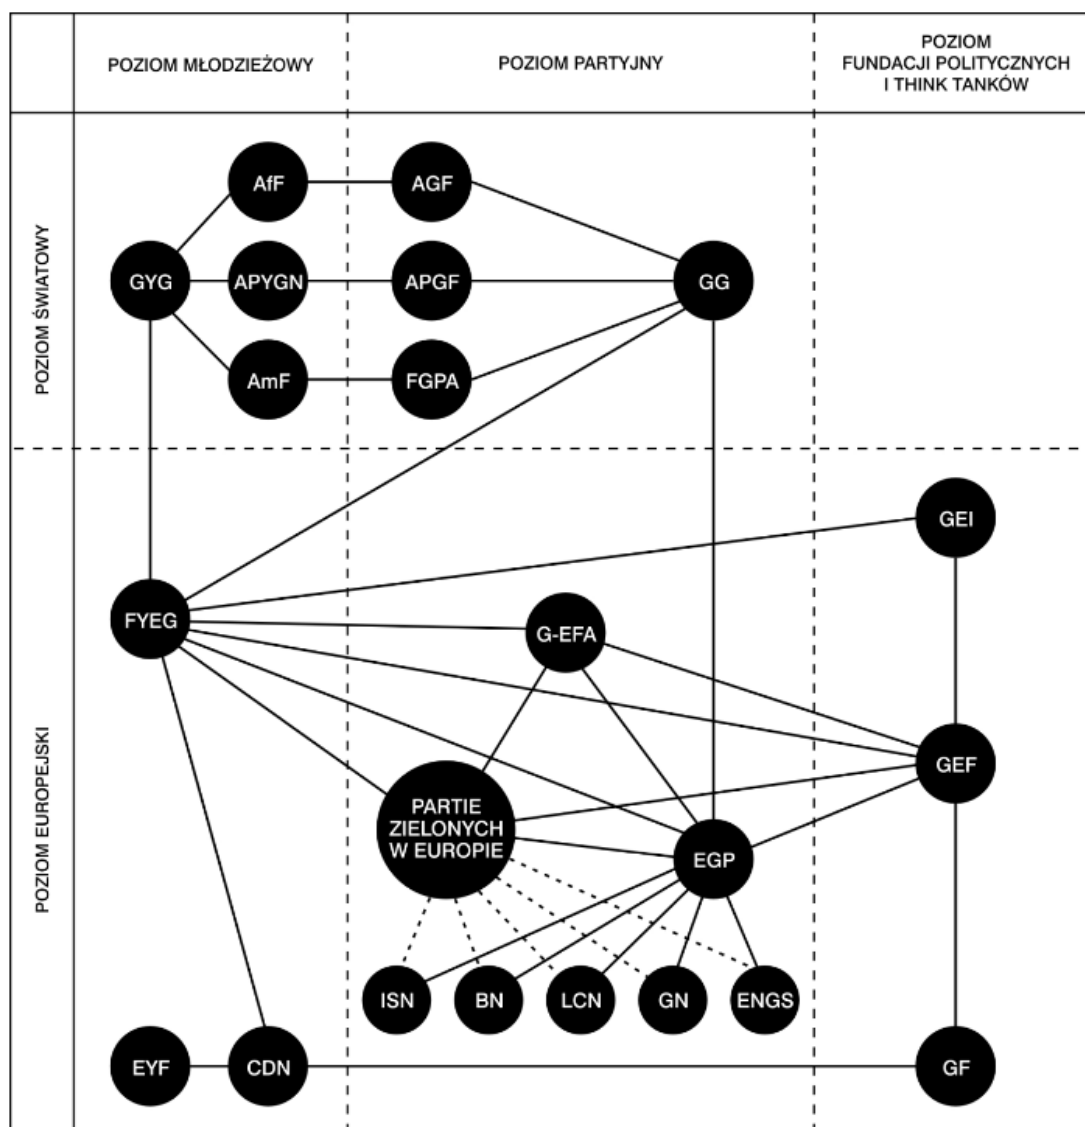 POZIOM MŁODZIEŻOWY
POZIOM PARTYJNY
POZIOM
FUNDACJI POLITYCZNYCH
I THINK TANKÓW
POZIOM ŚWIATOWY
AfF
AGF
GYG
APYGN
APGF
GG
AmF
FGPA
POZIOM EUROPEJSKI
GEI
FYEG
G-EFA
GEF
PARTIE
ZIELONYCH
W EUROPIE
EGP
ISN
BN
LCN
GN
ENGS
EYF
CDN
GF